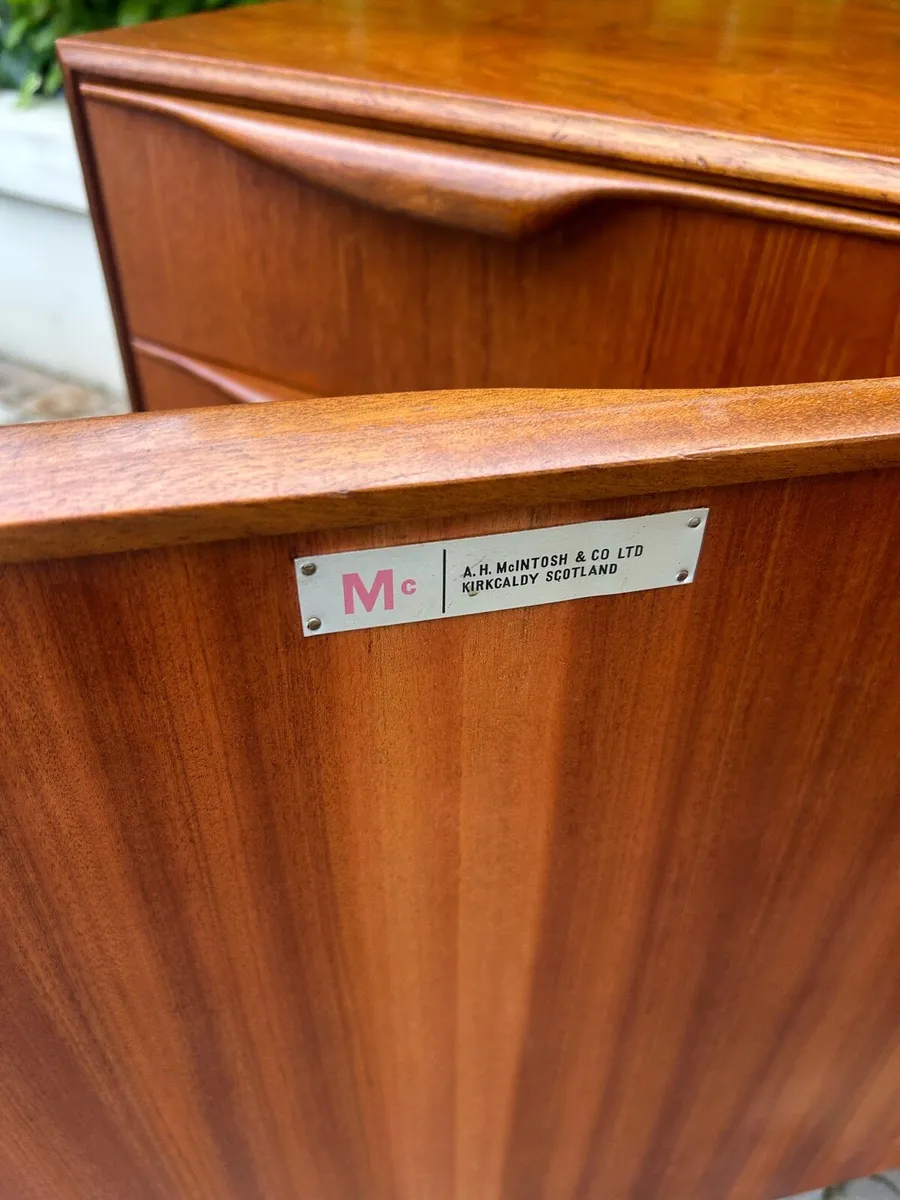 Mc
A. H. McINTOSH & CO LTD
KIRKCALDY SCOTLAND